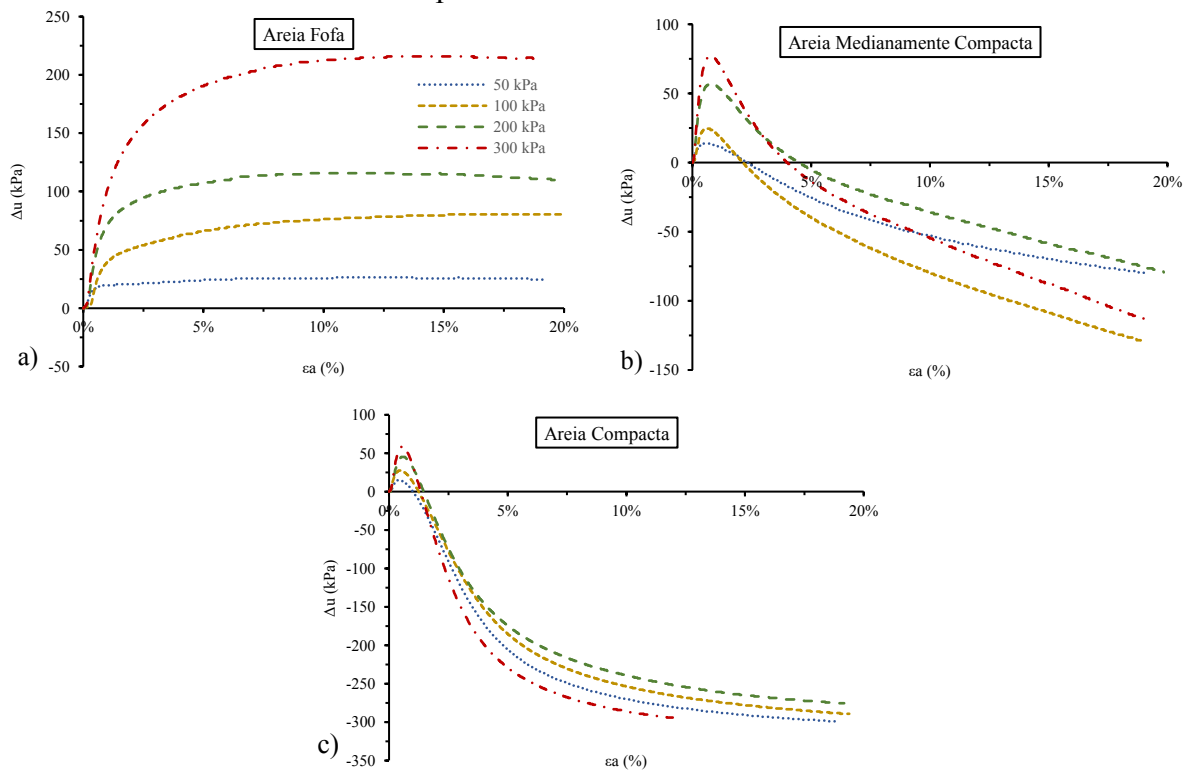 Areia Fofa
250
200
150
100
50
0
-50
Δu (kPa)
0%
5%
10%
15%
20%
εa (%)
50 kPa
100 kPa
200 kPa
300 kPa
a)
Areia Medianamente Compacta
100
50
0
-50
-100
-150
Δu (kPa)
0%
5%
10%
15%
20%
εa (%)
b)
Areia Compacta
100
50
0
-50
-100
-150
-200
-250
-300
-350
Δu (kPa)
0%
5%
10%
15%
20%
εa (%)
c)